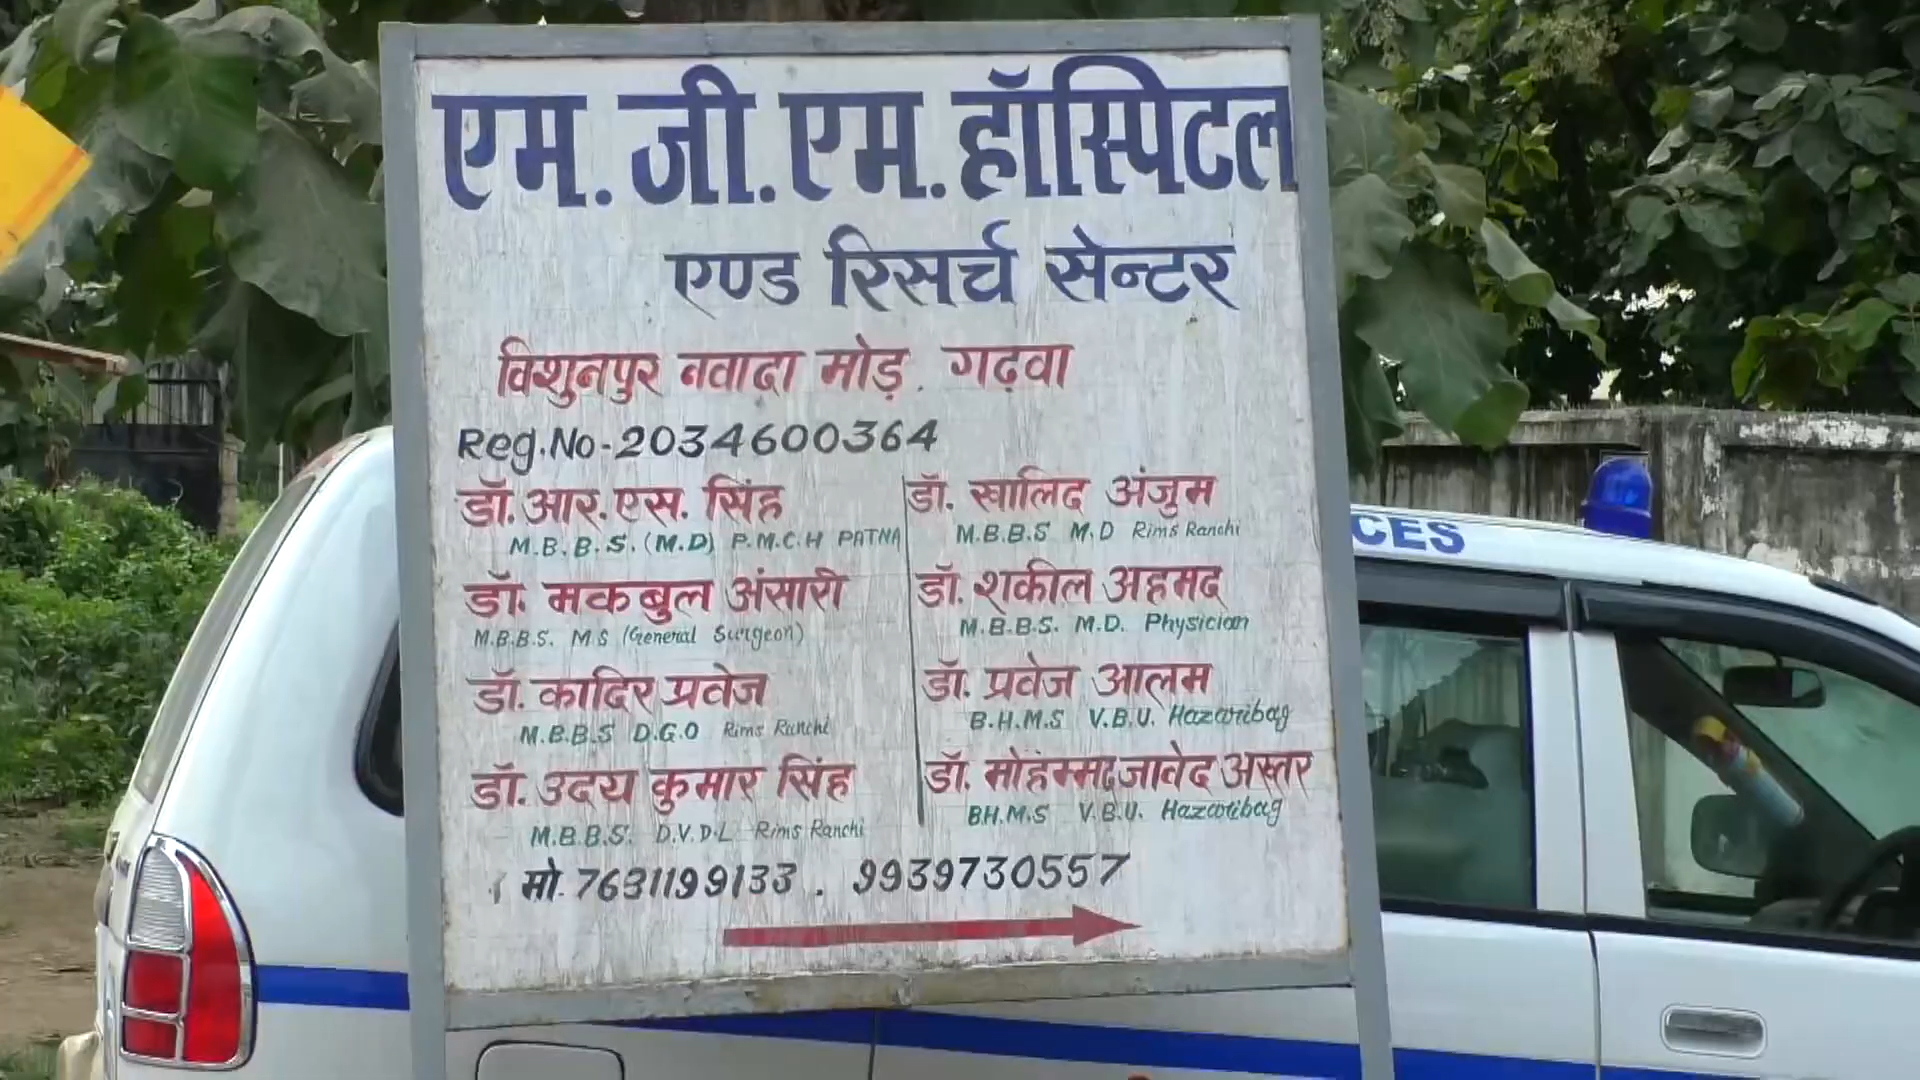 एम. जी. एम. हॉस्पिटल
एण्ड रिसर्च सेन्टर
विशुनपुर नवादा मोड़, गढ़वा
Reg.No-2034600364
डॉ. आर. एस. सिंह
M.B.B.S. (M.D) P.M.C.H PATNA
डॉ. मकबुल अंसारी
M.B.B.S. M S (General Surgeon)
डॉ. कादिर प्रवेज
M.B.B.S D.G.O Rims Ranchi
डॉ. उदय कुमार सिंह
M.B.B.S. D.V.D.L Rims Ranchi
डॉ. खालिद अंजुम
M.B.B.S M.D Rims Ranchi
डॉ. शकील अहमद
M.B.B.S. M.D. Physician
डॉ. प्रवेज आलम
B.H.M.S V.B.U. Hazaribag
डॉ. मोहम्मद जावेद अख्तर
B.H.M.S V.B.U. Hazaribag
मो. 7631199133 . 9939730557
CES